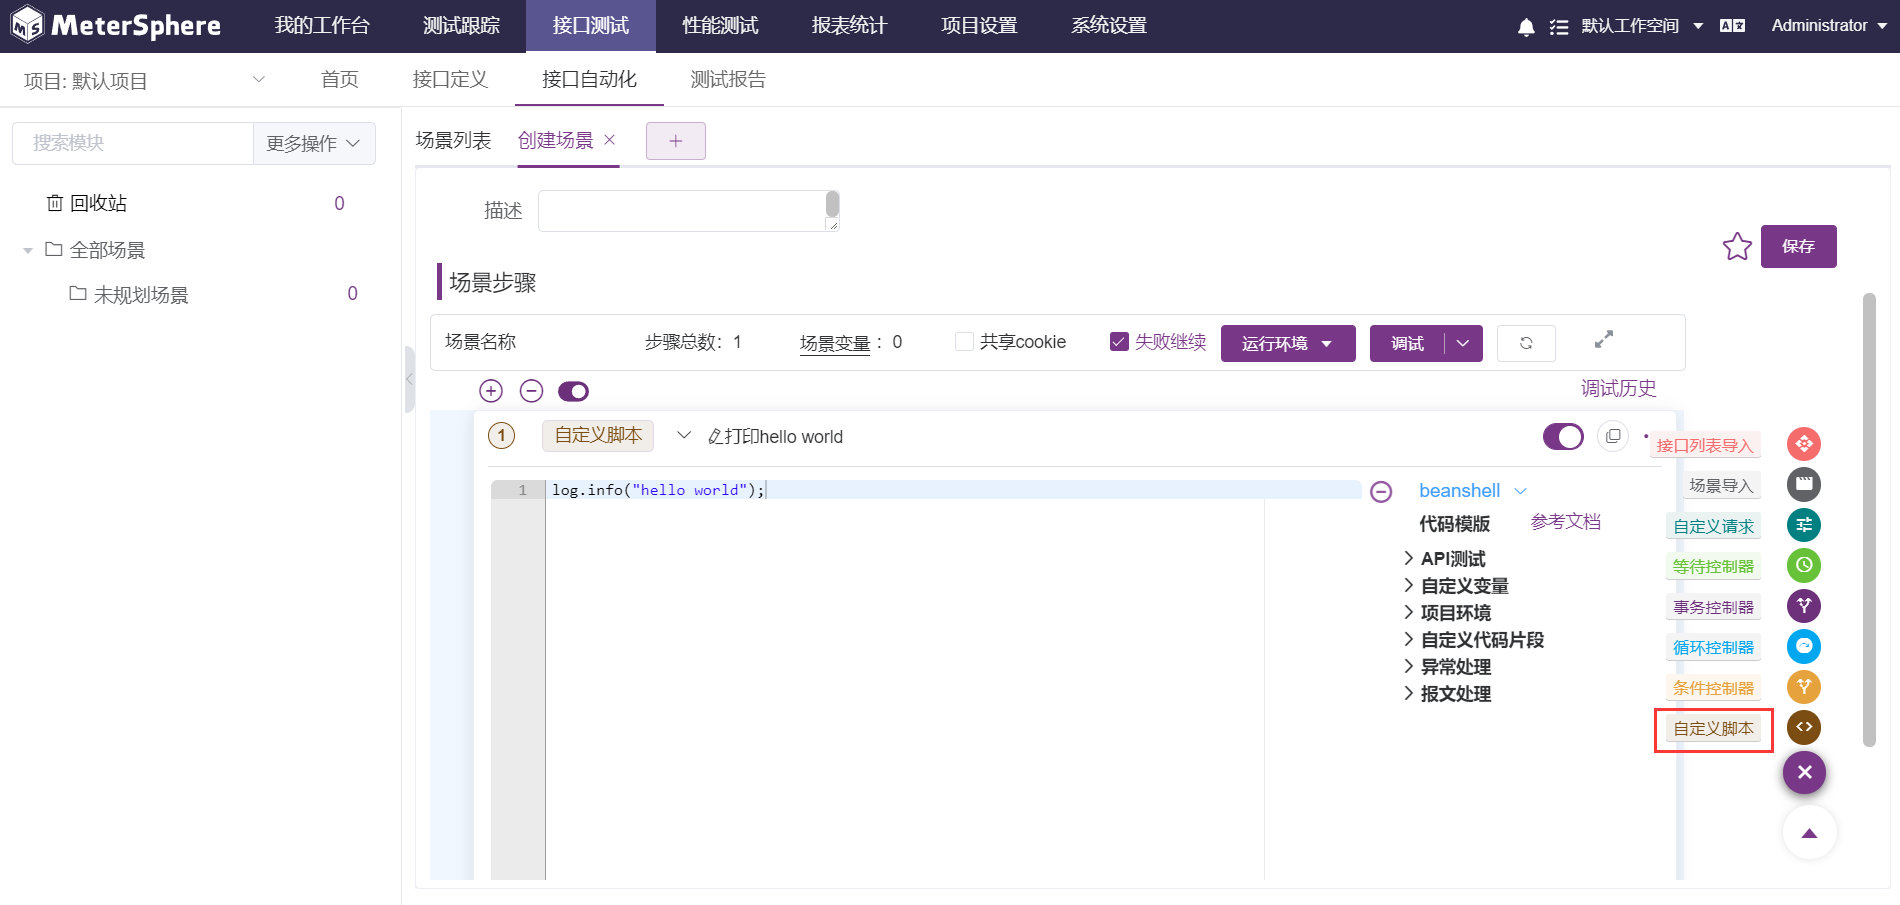 MeterSphere 我的工作台 测试跟踪 接口测试 性能测试 报表统计 项目设置 系统设置 默认工作空间 Administrator
项目: 默认项目 首页 接口定义 接口自动化 测试报告
搜索模块 更多操作
回收站 0
全部场景
未规划场景 0
场景列表 创建场景
描述
保存
场景步骤
场景名称 步骤总数：1 场景变量：0 共享cookie 失败继续 运行环境 调试
调试历史
1 自定义脚本 打印hello world
1 log.info("hello world");
beanshell
代码模版 参考文档
API测试
自定义变量
项目环境
自定义代码片段
异常处理
报文处理
接口列表导入
场景导入
自定义请求
等待控制器
事务控制器
循环控制器
条件控制器
自定义脚本